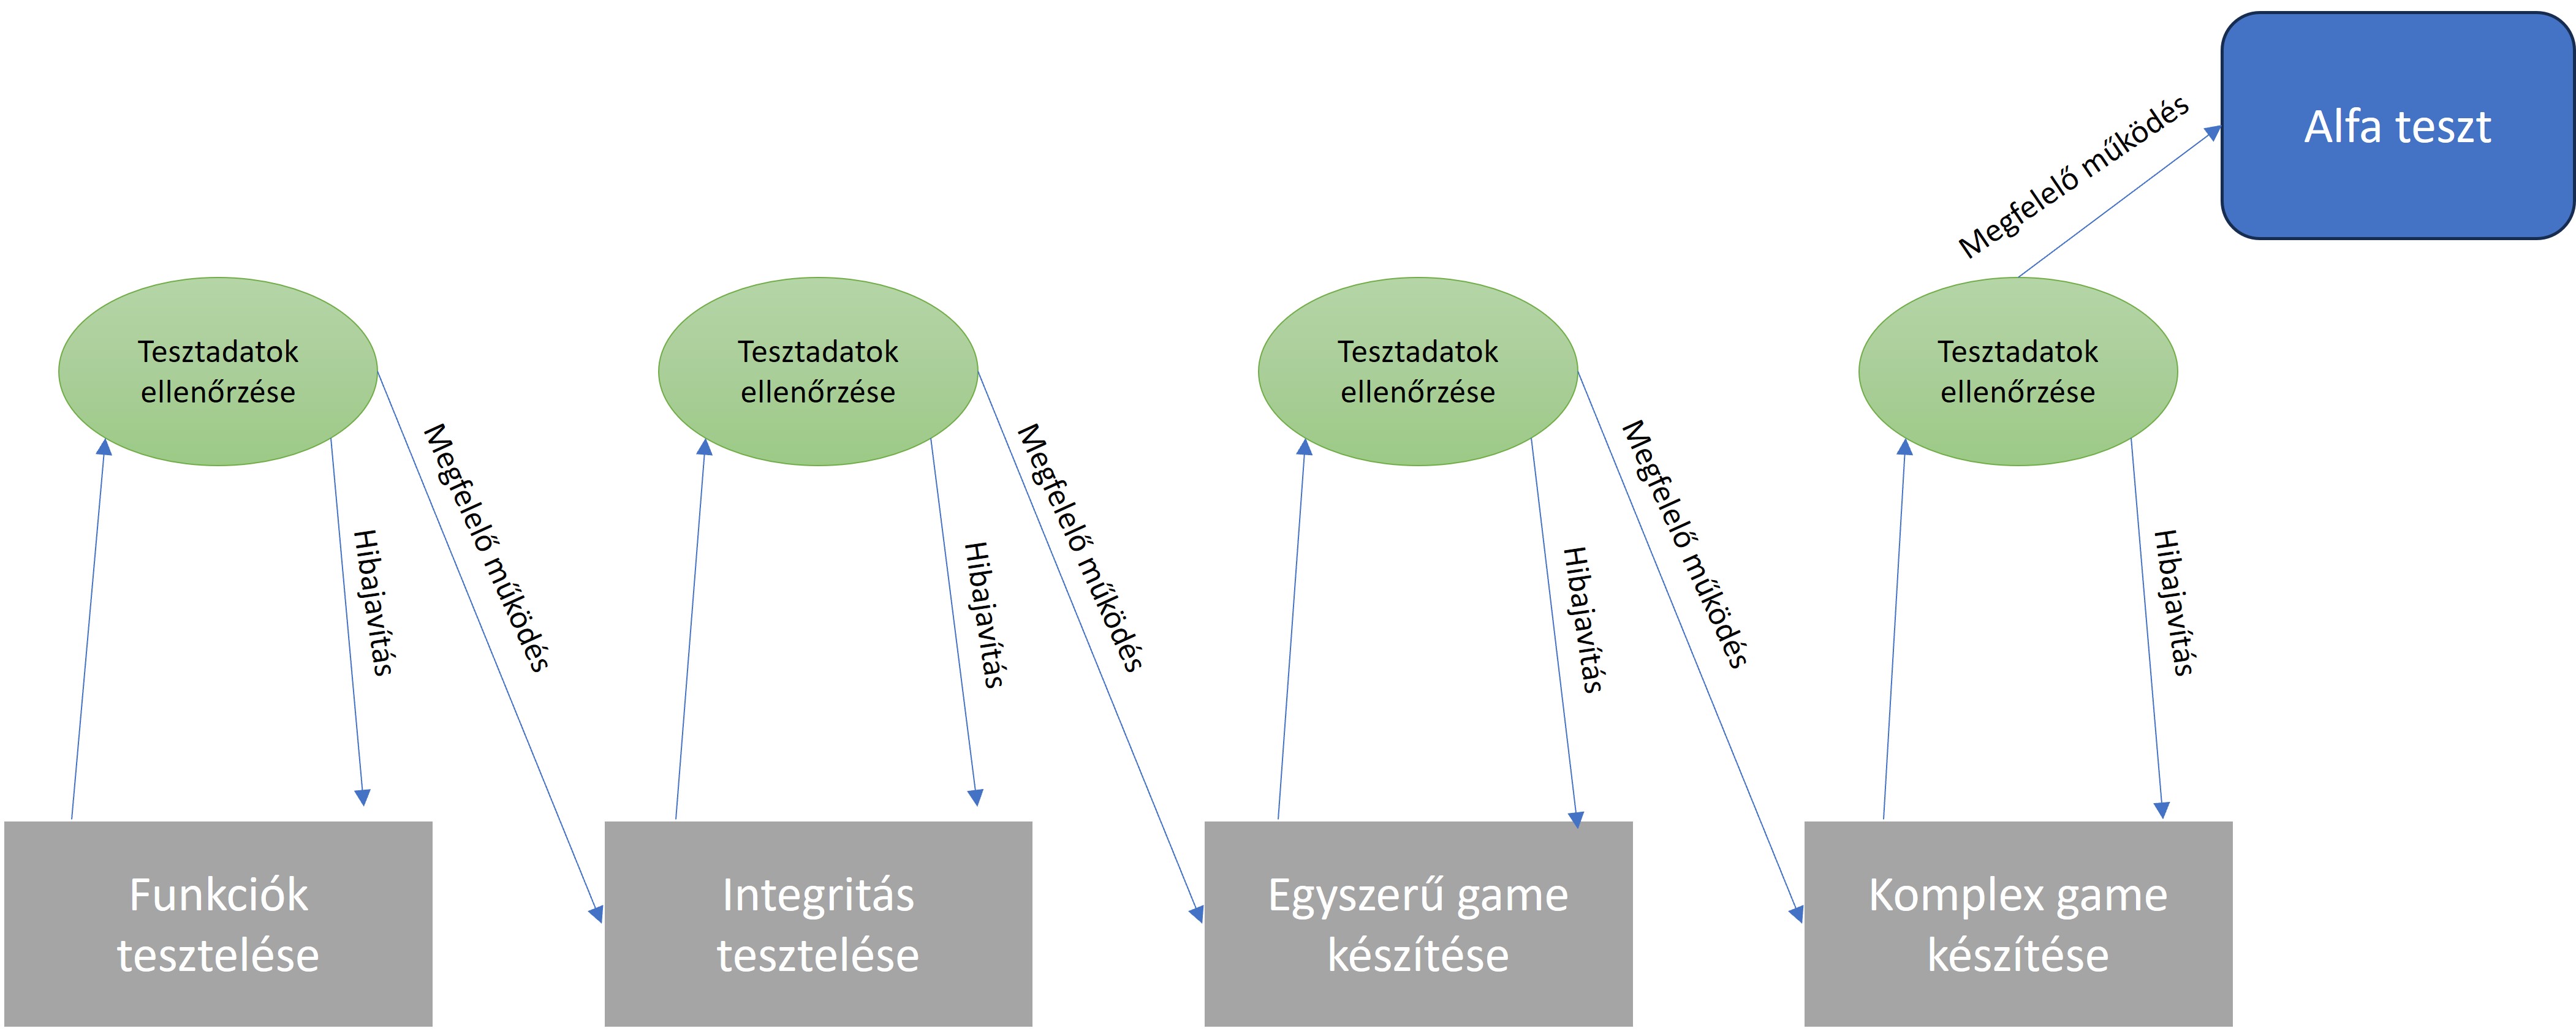 Alfa teszt
Megfelelő működés
Tesztadatok
ellenőrzése
Tesztadatok
ellenőrzése
Tesztadatok
ellenőrzése
Tesztadatok
ellenőrzése
Hibajavítás
Megfelelő működés
Hibajavítás
Megfelelő működés
Hibajavítás
Megfelelő működés
Hibajavítás
Funkciók
tesztelése
Integritás
tesztelése
Egyszerű game
készítése
Komplex game
készítése